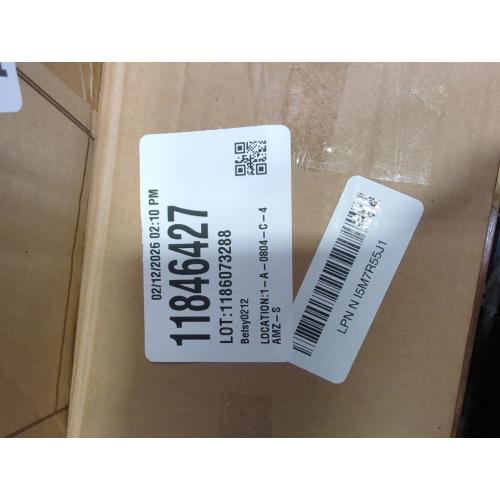 02/12/2026 02:10 PM
11846427
LOT:1186073288
Betsy0212
LOCATION:1-A-0804-C-4
AMZ-S
LPN N I5M7R55J1